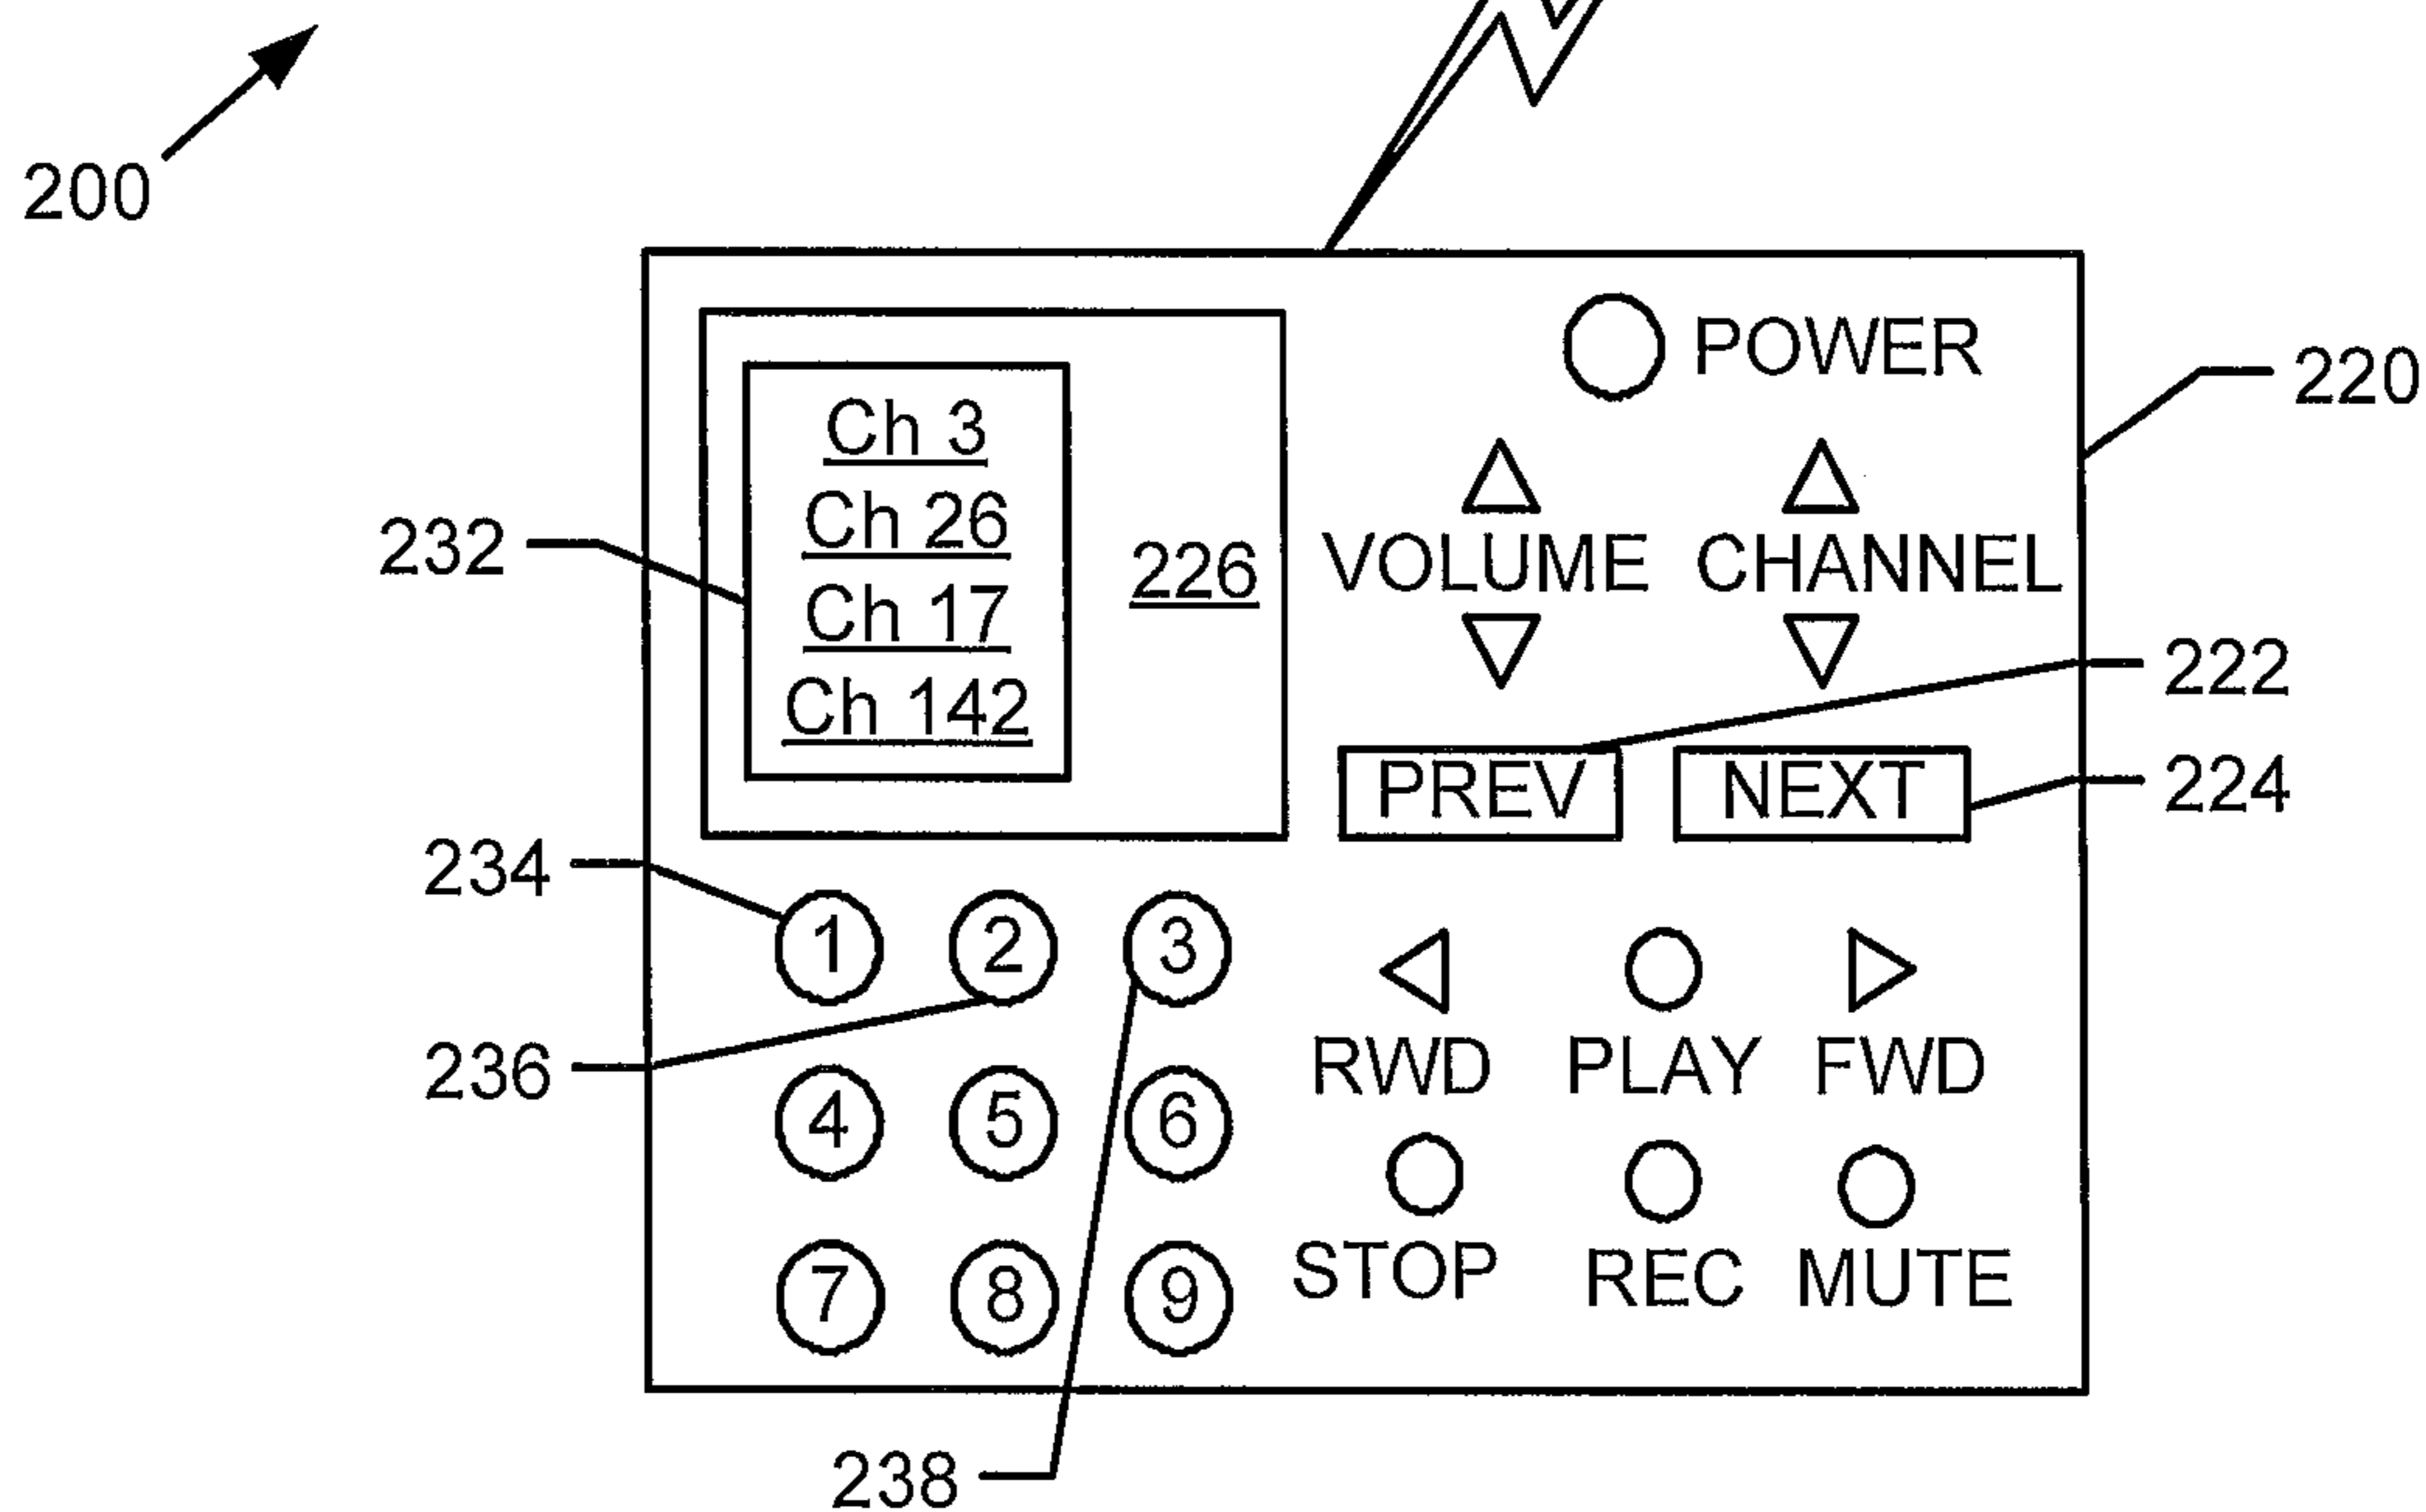 200
POWER
220
Ch 3
Ch 26
232
226
VOLUME CHANNEL
Ch 17
222
Ch 142
PREV NEXT
224
234
1 2 3
236
RWD PLAY FWD
4 5 6
STOP REC MUTE
7 8 9
238